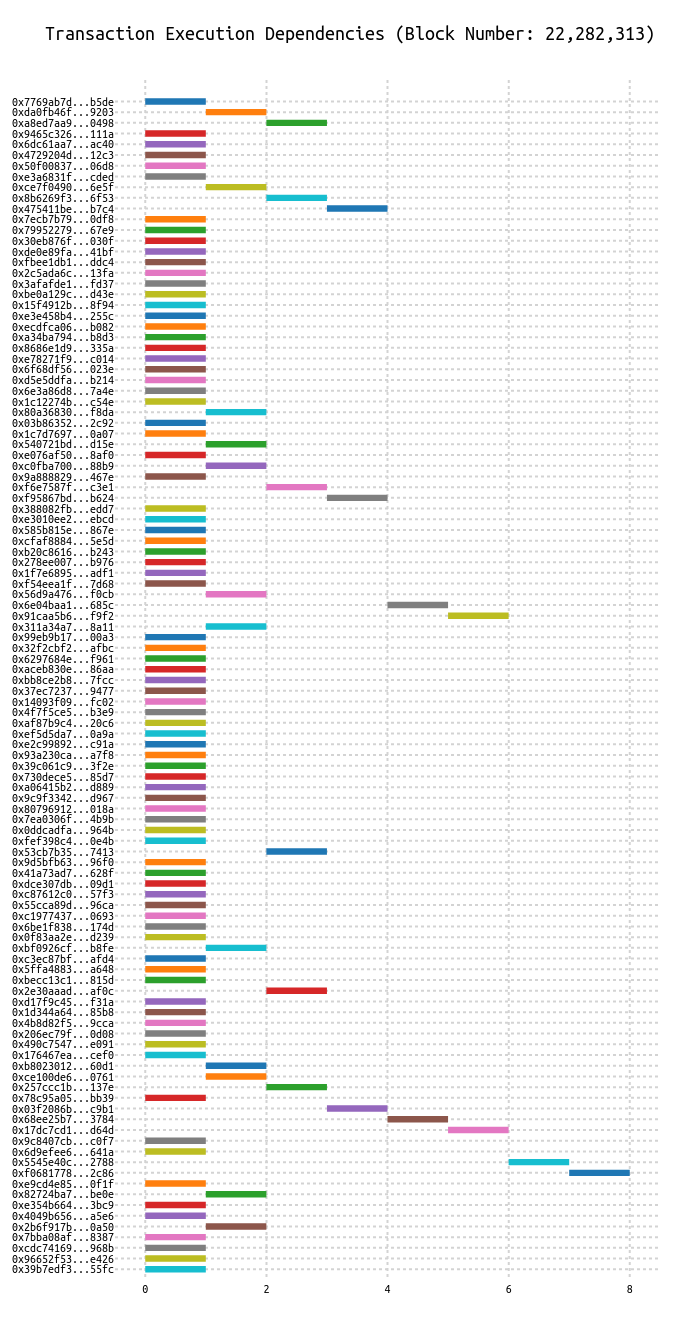 Transaction Execution Dependencies (Block Number: 22,282,313)
0x7769ab7d...b5de
0xda0fb46f...9203
0xa8ed7aa9...0498
0x9465c326...111a
0x6dc61aa7...ac40
0x4729204d...12c3
0x50f00837...06d8
0xe3a6831f...cded
0xce7f0490...6e5f
0x8b6269f3...6f53
0x475411be...b7c4
0x7ecb7b79...0df8
0x79952279...67e9
0x30eb876f...030f
0xde0e89fa...41bf
0xfbee1db1...ddc4
0x2c5ada6c...13fa
0x3afafde1...fd37
0xbe0a129c...d43e
0x15f4912b...8f94
0xe3e458b4...255c
0xecdfca06...b082
0xa34ba794...b8d3
0x8686e1d9...335a
0xe78271f9...c014
0x6f68df56...023e
0xd5e5ddfa...b214
0x6e3a86d8...7a4e
0x1c12274b...c54e
0x80a36830...f8da
0x03b86352...2c92
0x1c7d7697...0a07
0x540721bd...d15e
0xe076af50...8af0
0xc0fba700...88b9
0x9a888829...467e
0xf6e7587f...c3e1
0xf95867bd...b624
0x388082fb...edd7
0xe3010ee2...ebcd
0x585b815e...867e
0xcfaf8884...5e5d
0xb20c8616...b243
0x278ee007...b976
0x1f7e6895...adf1
0xf54eea1f...7d68
0x56d9a476...f0cb
0x6e04baa1...685c
0x91caa5b6...f9f2
0x311a34a7...8a11
0x99eb9b17...00a3
0x32f2cbf2...afbc
0x6297684e...f961
0xaceb830e...86aa
0xbb8ce2b8...7fcc
0x37ec7237...9477
0x14093f09...fc02
0x4f7f5ce5...b3e9
0xaf87b9c4...20c6
0xef5d5da7...0a9a
0xe2c99892...c91a
0x93a230ca...a7f8
0x39c061c9...3f2e
0x730dece5...85d7
0xa06415b2...d889
0x9c9f3342...d967
0x80796912...018a
0x7ea0306f...4b9b
0x0ddcadfa...964b
0xfef398c4...0e4b
0x53cb7b35...7413
0x9d5bfb63...96f0
0x41a73ad7...628f
0xdce307db...09d1
0xc87612c0...57f3
0x55cca89d...96ca
0xc1977437...0693
0x6be1f838...174d
0x0f83aa2e...d239
0xbf0926cf...b8fe
0xc3ec87bf...afd4
0x5ffa4883...a648
0xbecc13c1...815d
0x2e30aaad...af0c
0xd17f9c45...f31a
0x1d344a64...85b8
0x4b8d82f5...9cca
0x206ec79f...0d08
0x490c7547...e091
0x176467ea...cef0
0xb8023012...60d1
0xce100de6...0761
0x257ccc1b...137e
0x78c95a05...bb39
0x03f2086b...c9b1
0x68ee25b7...3784
0x17dc7cd1...d64d
0x9c8407cb...c0f7
0x6d9efee6...641a
0x5545e40c...2788
0xf0681778...2c86
0xe9cd4e85...0f1f
0x82724ba7...be0e
0xe354b664...3bc9
0x4049b656...a5e6
0x2b6f917b...0a50
0x7bba08af...8387
0xcdc74169...968b
0x96652f53...e426
0x39b7edf3...55fc
0 2 4 6 8